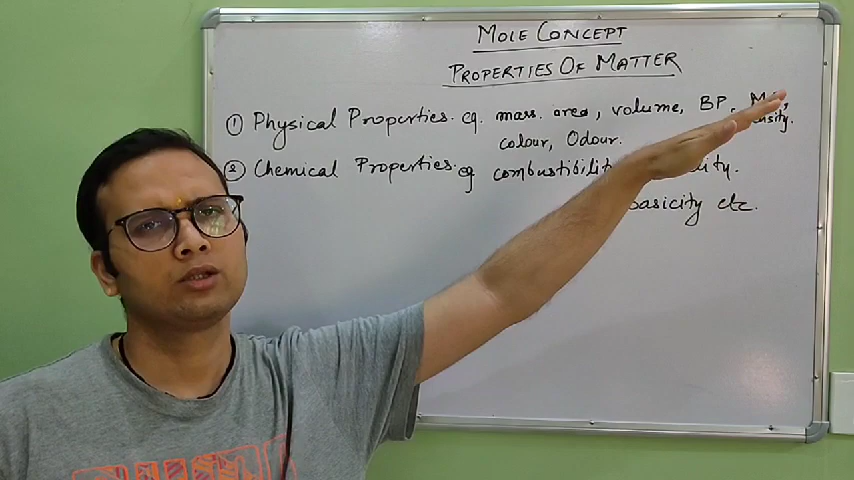 MOLE CONCEPT
PROPERTIES OF MATTER
① Physical Properties. eg. mass. area, volume, BP,
colour, Odour.
② Chemical Properties. eg combustibility
basicity etc.